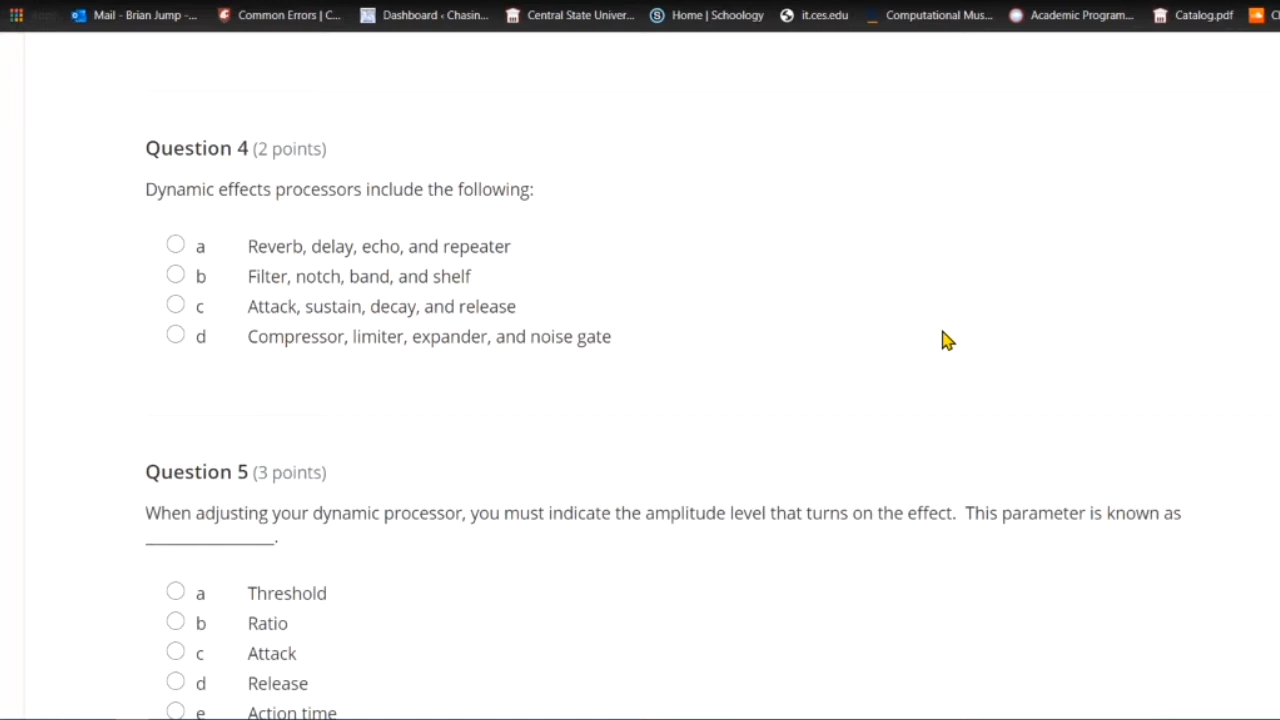 Mail - Brian Jump -... Common Errors | C... Dashboard ‹ Chasin... Central State Univer... Home | Schoology it.ces.edu Computational Mus... Academic Program... Catalog.pdf
Question 4 (2 points)
Dynamic effects processors include the following:
a Reverb, delay, echo, and repeater
b Filter, notch, band, and shelf
c Attack, sustain, decay, and release
d Compressor, limiter, expander, and noise gate
Question 5 (3 points)
When adjusting your dynamic processor, you must indicate the amplitude level that turns on the effect. This parameter is known as
_______________.
a Threshold
b Ratio
c Attack
d Release
e Action time